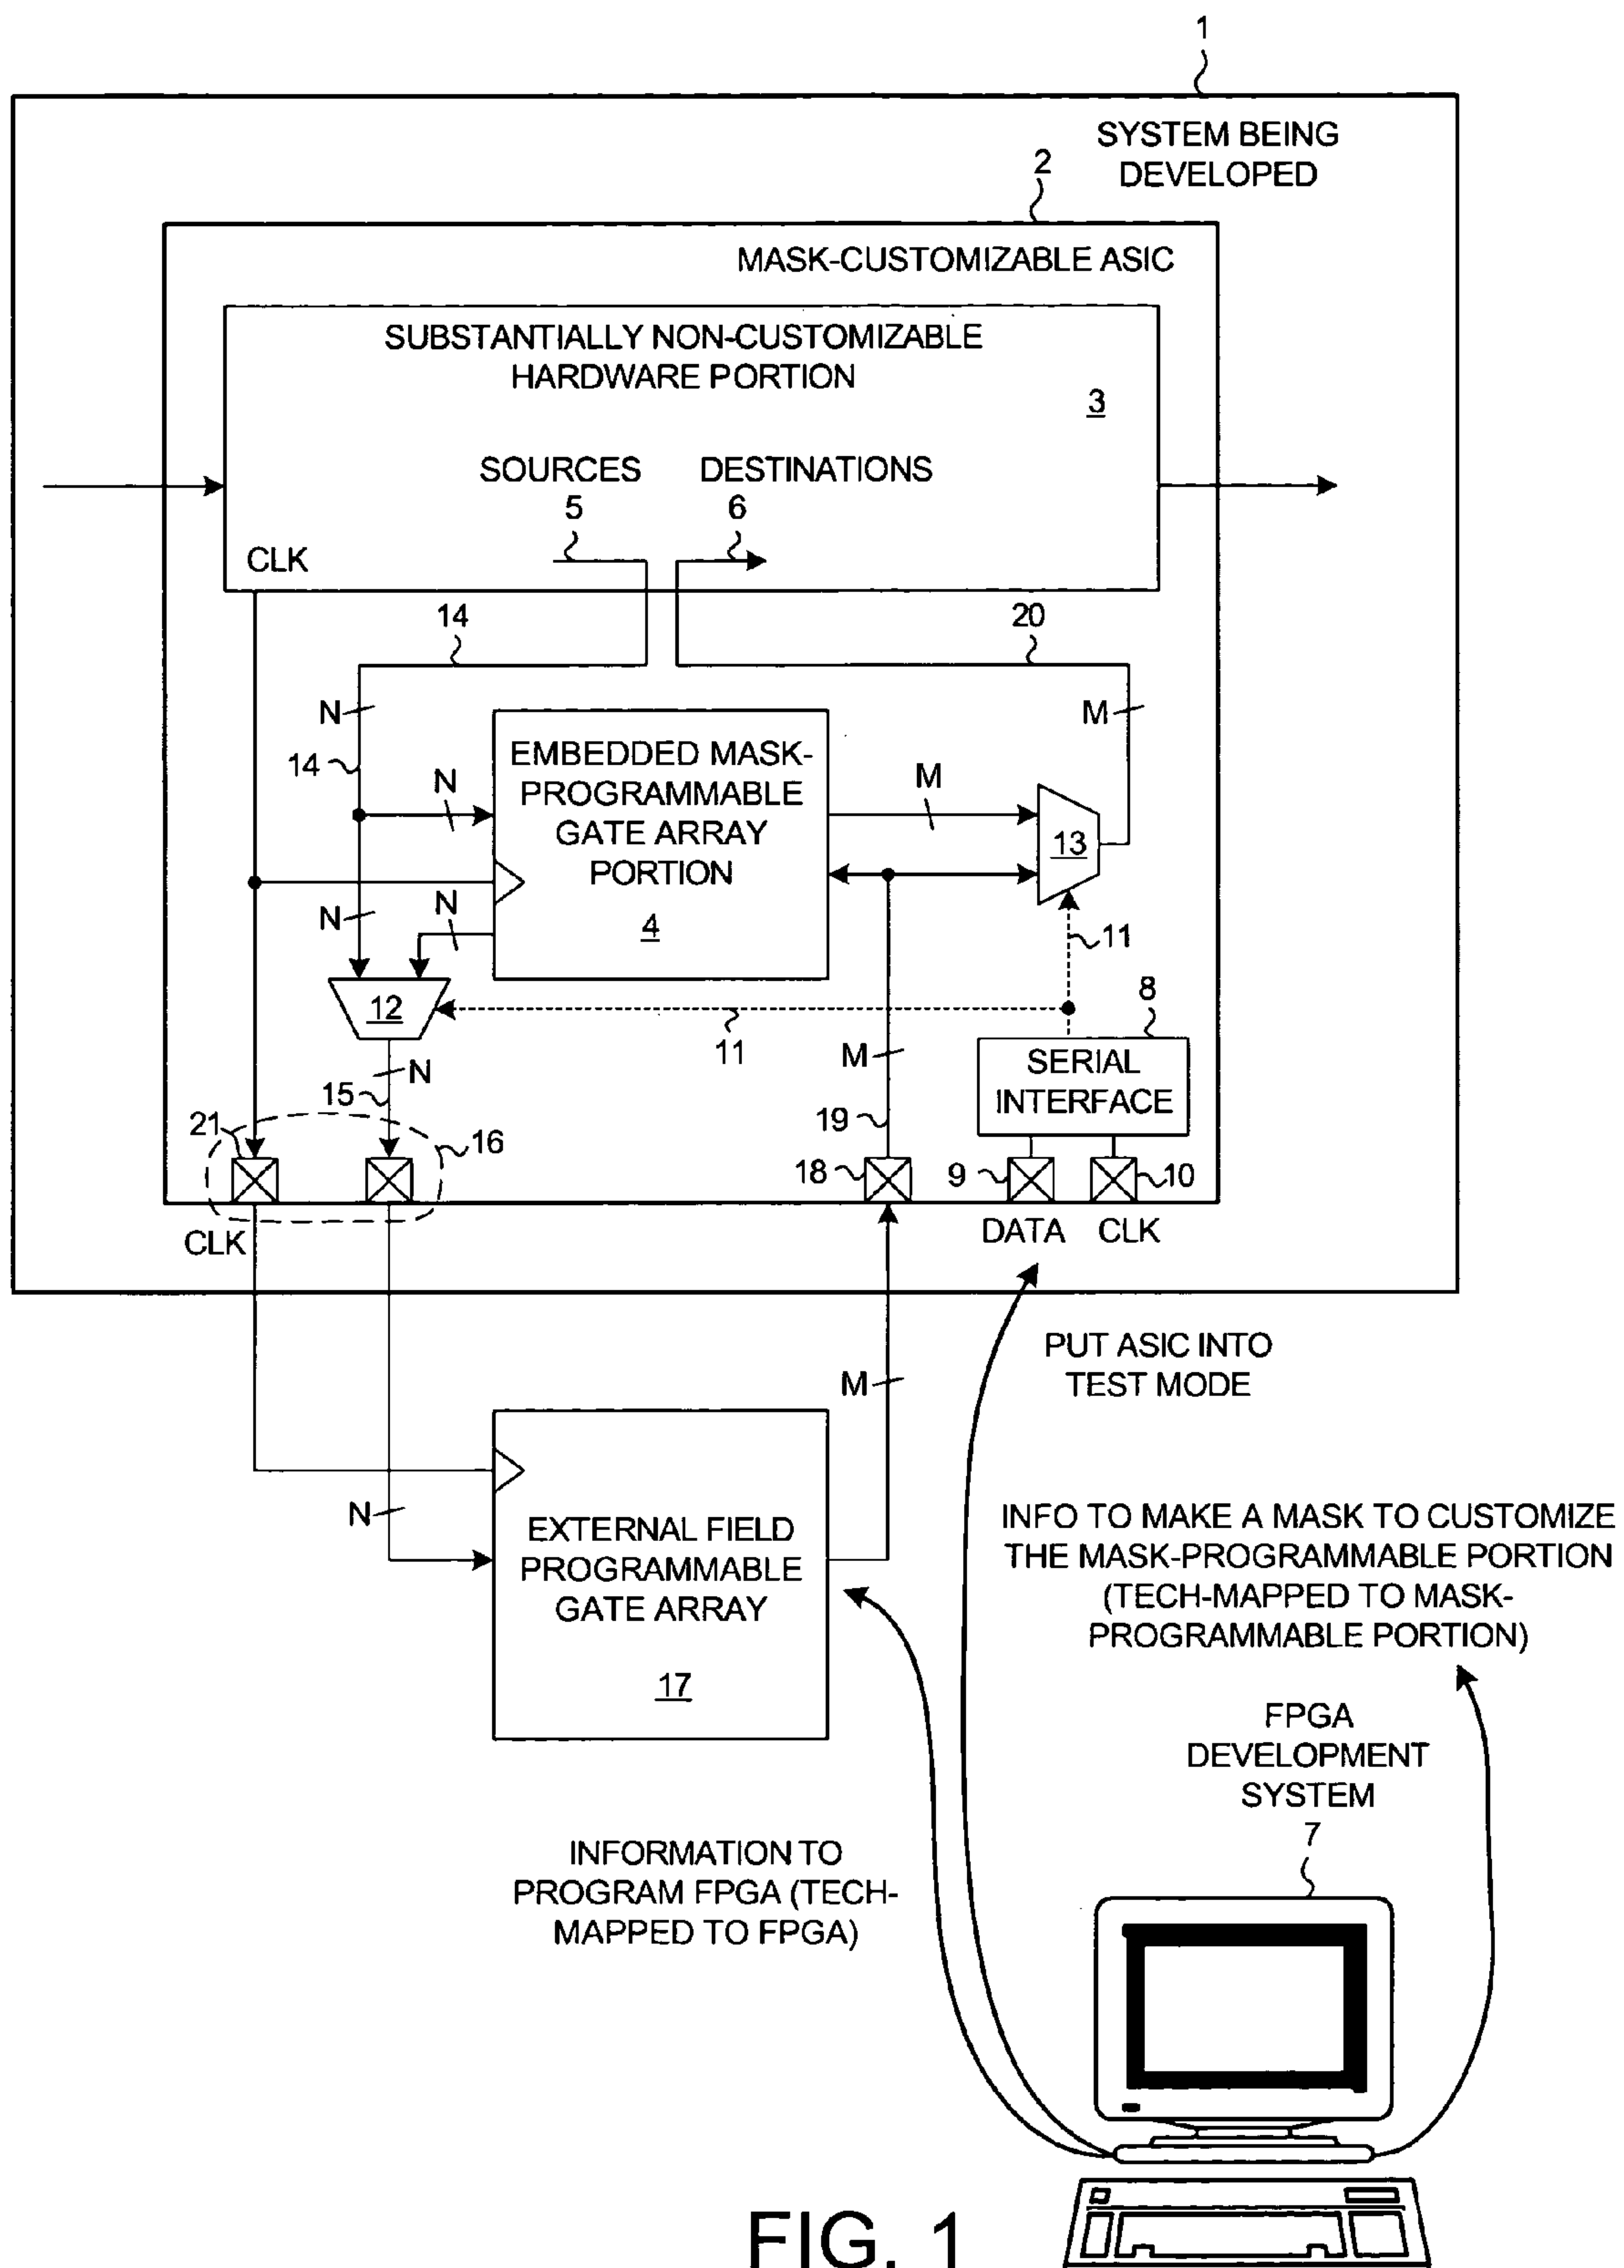 1
SYSTEM BEING
DEVELOPED
2
MASK-CUSTOMIZABLE ASIC
SUBSTANTIALLY NON-CUSTOMIZABLE
HARDWARE PORTION
3
SOURCES
DESTINATIONS
5
6
CLK
14
20
N
M
14
N
M
EMBEDDED MASK-
PROGRAMMABLE
GATE ARRAY
PORTION
4
13
N
N
11
12
8
11
N
M
SERIAL
INTERFACE
15
19
21
16
18
9
10
CLK
DATA
CLK
PUT ASIC INTO
TEST MODE
M
N
EXTERNAL FIELD
PROGRAMMABLE
GATE ARRAY
17
INFO TO MAKE A MASK TO CUSTOMIZE
THE MASK-PROGRAMMABLE PORTION
(TECH-MAPPED TO MASK-
PROGRAMMABLE PORTION)
FPGA
DEVELOPMENT
SYSTEM
7
INFORMATION TO
PROGRAM FPGA (TECH-
MAPPED TO FPGA)
FIG. 1